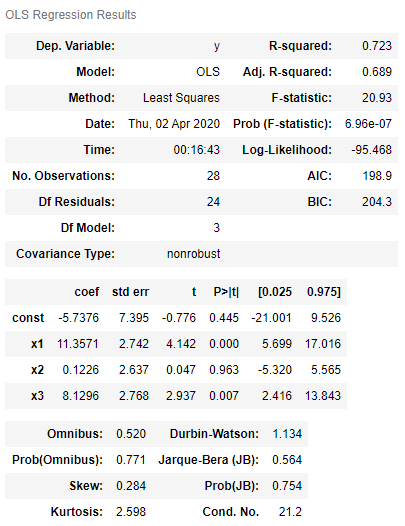 OLS Regression Results
Dep. Variable: y R-squared: 0.723
Model: OLS Adj. R-squared: 0.689
Method: Least Squares F-statistic: 20.93
Date: Thu, 02 Apr 2020 Prob (F-statistic): 6.96e-07
Time: 00:16:43 Log-Likelihood: -95.468
No. Observations: 28 AIC: 198.9
Df Residuals: 24 BIC: 204.3
Df Model: 3
Covariance Type: nonrobust
coef std err t P>|t| [0.025 0.975]
const -5.7376 7.395 -0.776 0.445 -21.001 9.526
x1 11.3571 2.742 4.142 0.000 5.699 17.016
x2 0.1226 2.637 0.047 0.963 -5.320 5.565
x3 8.1296 2.768 2.937 0.007 2.416 13.843
Omnibus: 0.520 Durbin-Watson: 1.134
Prob(Omnibus): 0.771 Jarque-Bera (JB): 0.564
Skew: 0.284 Prob(JB): 0.754
Kurtosis: 2.598 Cond. No. 21.2